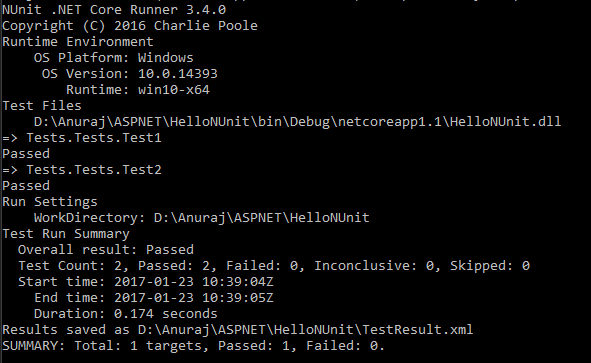 NUnit .NET Core Runner 3.4.0
Copyright (C) 2016 Charlie Poole
Runtime Environment
    OS Platform: Windows
     OS Version: 10.0.14393
        Runtime: win10-x64
Test Files
    D:\Anuraj\ASPNET\HelloNUnit\bin\Debug\netcoreapp1.1\HelloNUnit.dll
=> Tests.Tests.Test1
Passed
=> Tests.Tests.Test2
Passed
Run Settings
    WorkDirectory: D:\Anuraj\ASPNET\HelloNUnit
Test Run Summary
  Overall result: Passed
  Test Count: 2, Passed: 2, Failed: 0, Inconclusive: 0, Skipped: 0
  Start time: 2017-01-23 10:39:04Z
    End time: 2017-01-23 10:39:05Z
    Duration: 0.174 seconds
Results saved as D:\Anuraj\ASPNET\HelloNUnit\TestResult.xml
SUMMARY: Total: 1 targets, Passed: 1, Failed: 0.